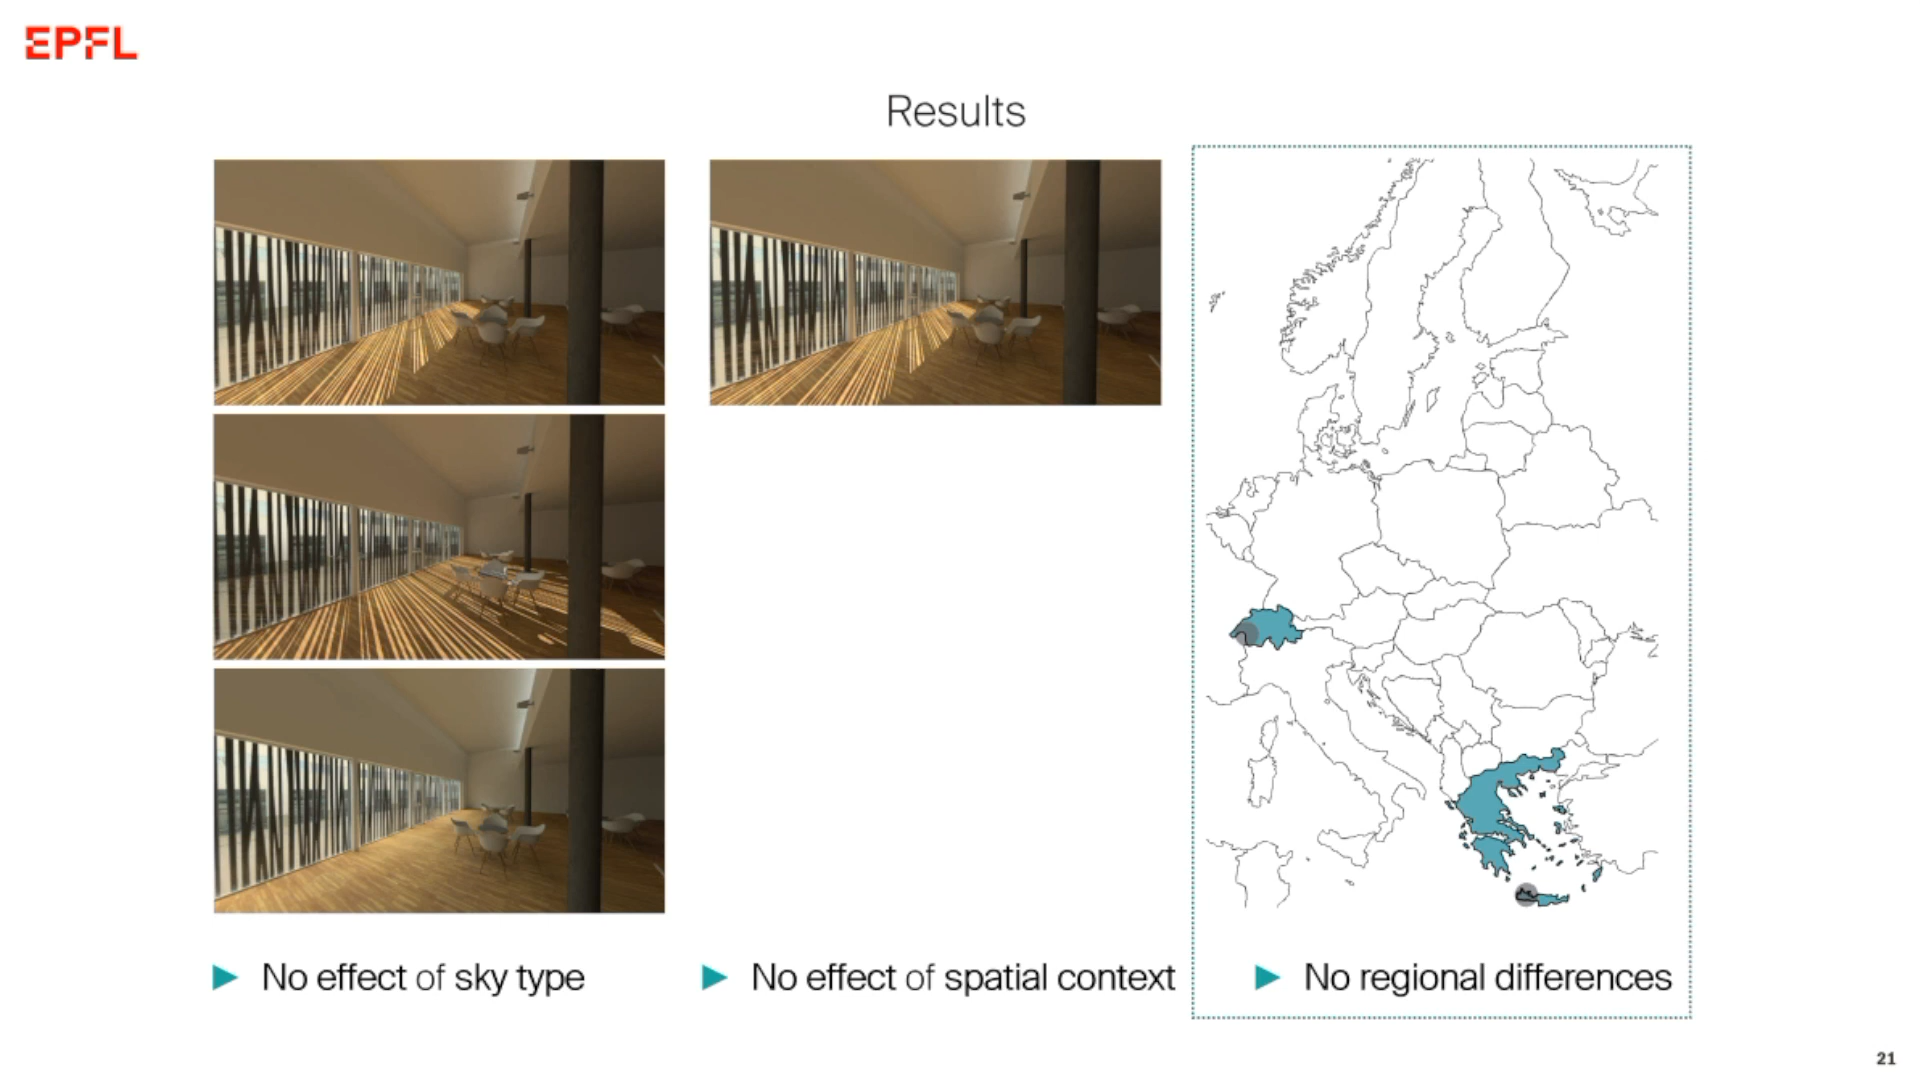 EPFL
Results
No effect of sky type
No effect of spatial context
No regional differences
21